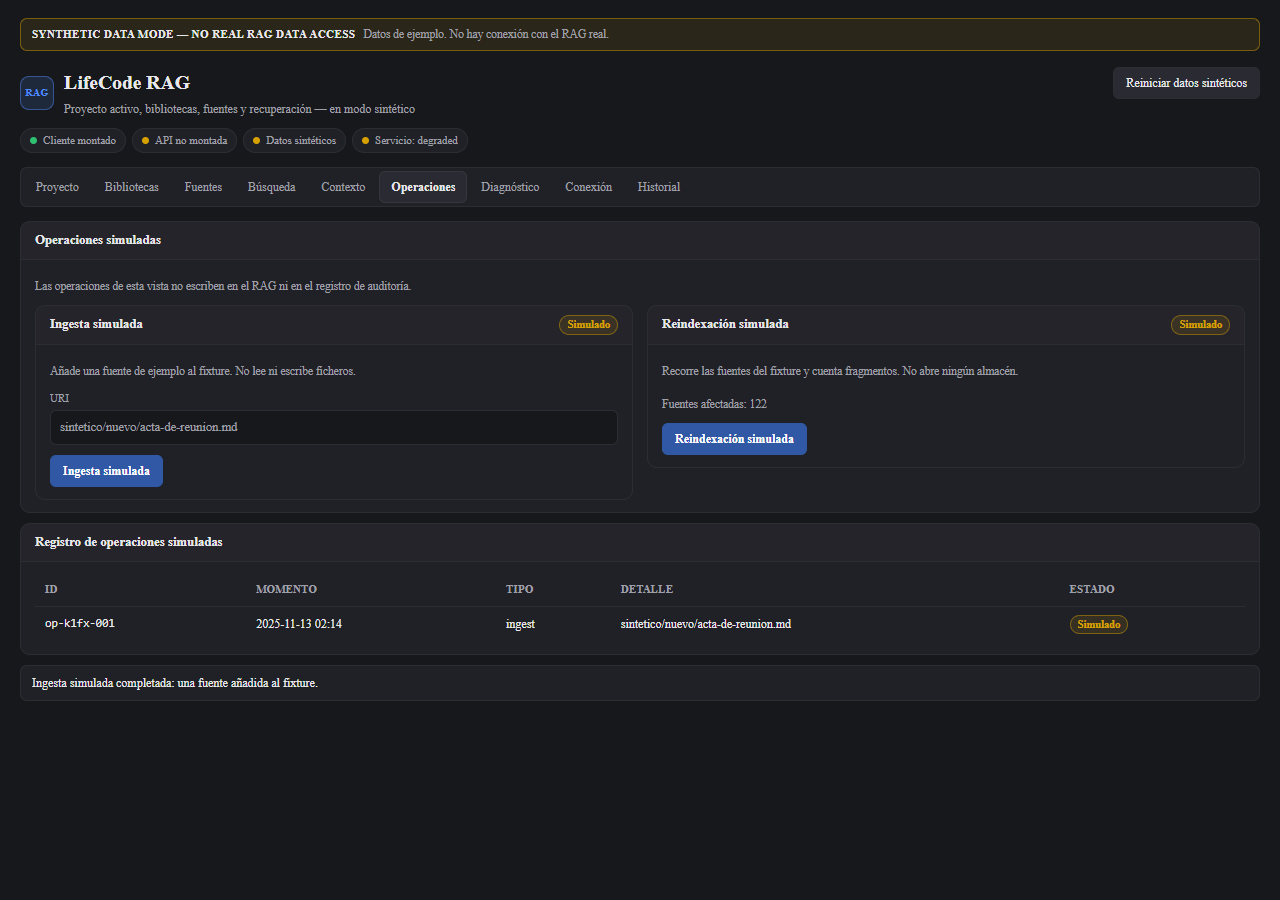 SYNTHETIC DATA MODE — NO REAL RAG DATA ACCESS Datos de ejemplo. No hay conexión con el RAG real.
RAG
LifeCode RAG
Proyecto activo, bibliotecas, fuentes y recuperación — en modo sintético
Reiniciar datos sintéticos
Cliente montado API no montada Datos sintéticos Servicio: degraded
Proyecto Bibliotecas Fuentes Búsqueda Contexto Operaciones Diagnóstico Conexión Historial
Operaciones simuladas
Las operaciones de esta vista no escriben en el RAG ni en el registro de auditoría.
Ingesta simulada Simulado
Añade una fuente de ejemplo al fixture. No lee ni escribe ficheros.
URI
sintetico/nuevo/acta-de-reunion.md
Ingesta simulada
Reindexación simulada Simulado
Recorre las fuentes del fixture y cuenta fragmentos. No abre ningún almacén.
Fuentes afectadas: 122
Reindexación simulada
Registro de operaciones simuladas
ID MOMENTO TIPO DETALLE ESTADO
op-k1fx-001 2025-11-13 02:14 ingest sintetico/nuevo/acta-de-reunion.md Simulado
Ingesta simulada completada: una fuente añadida al fixture.